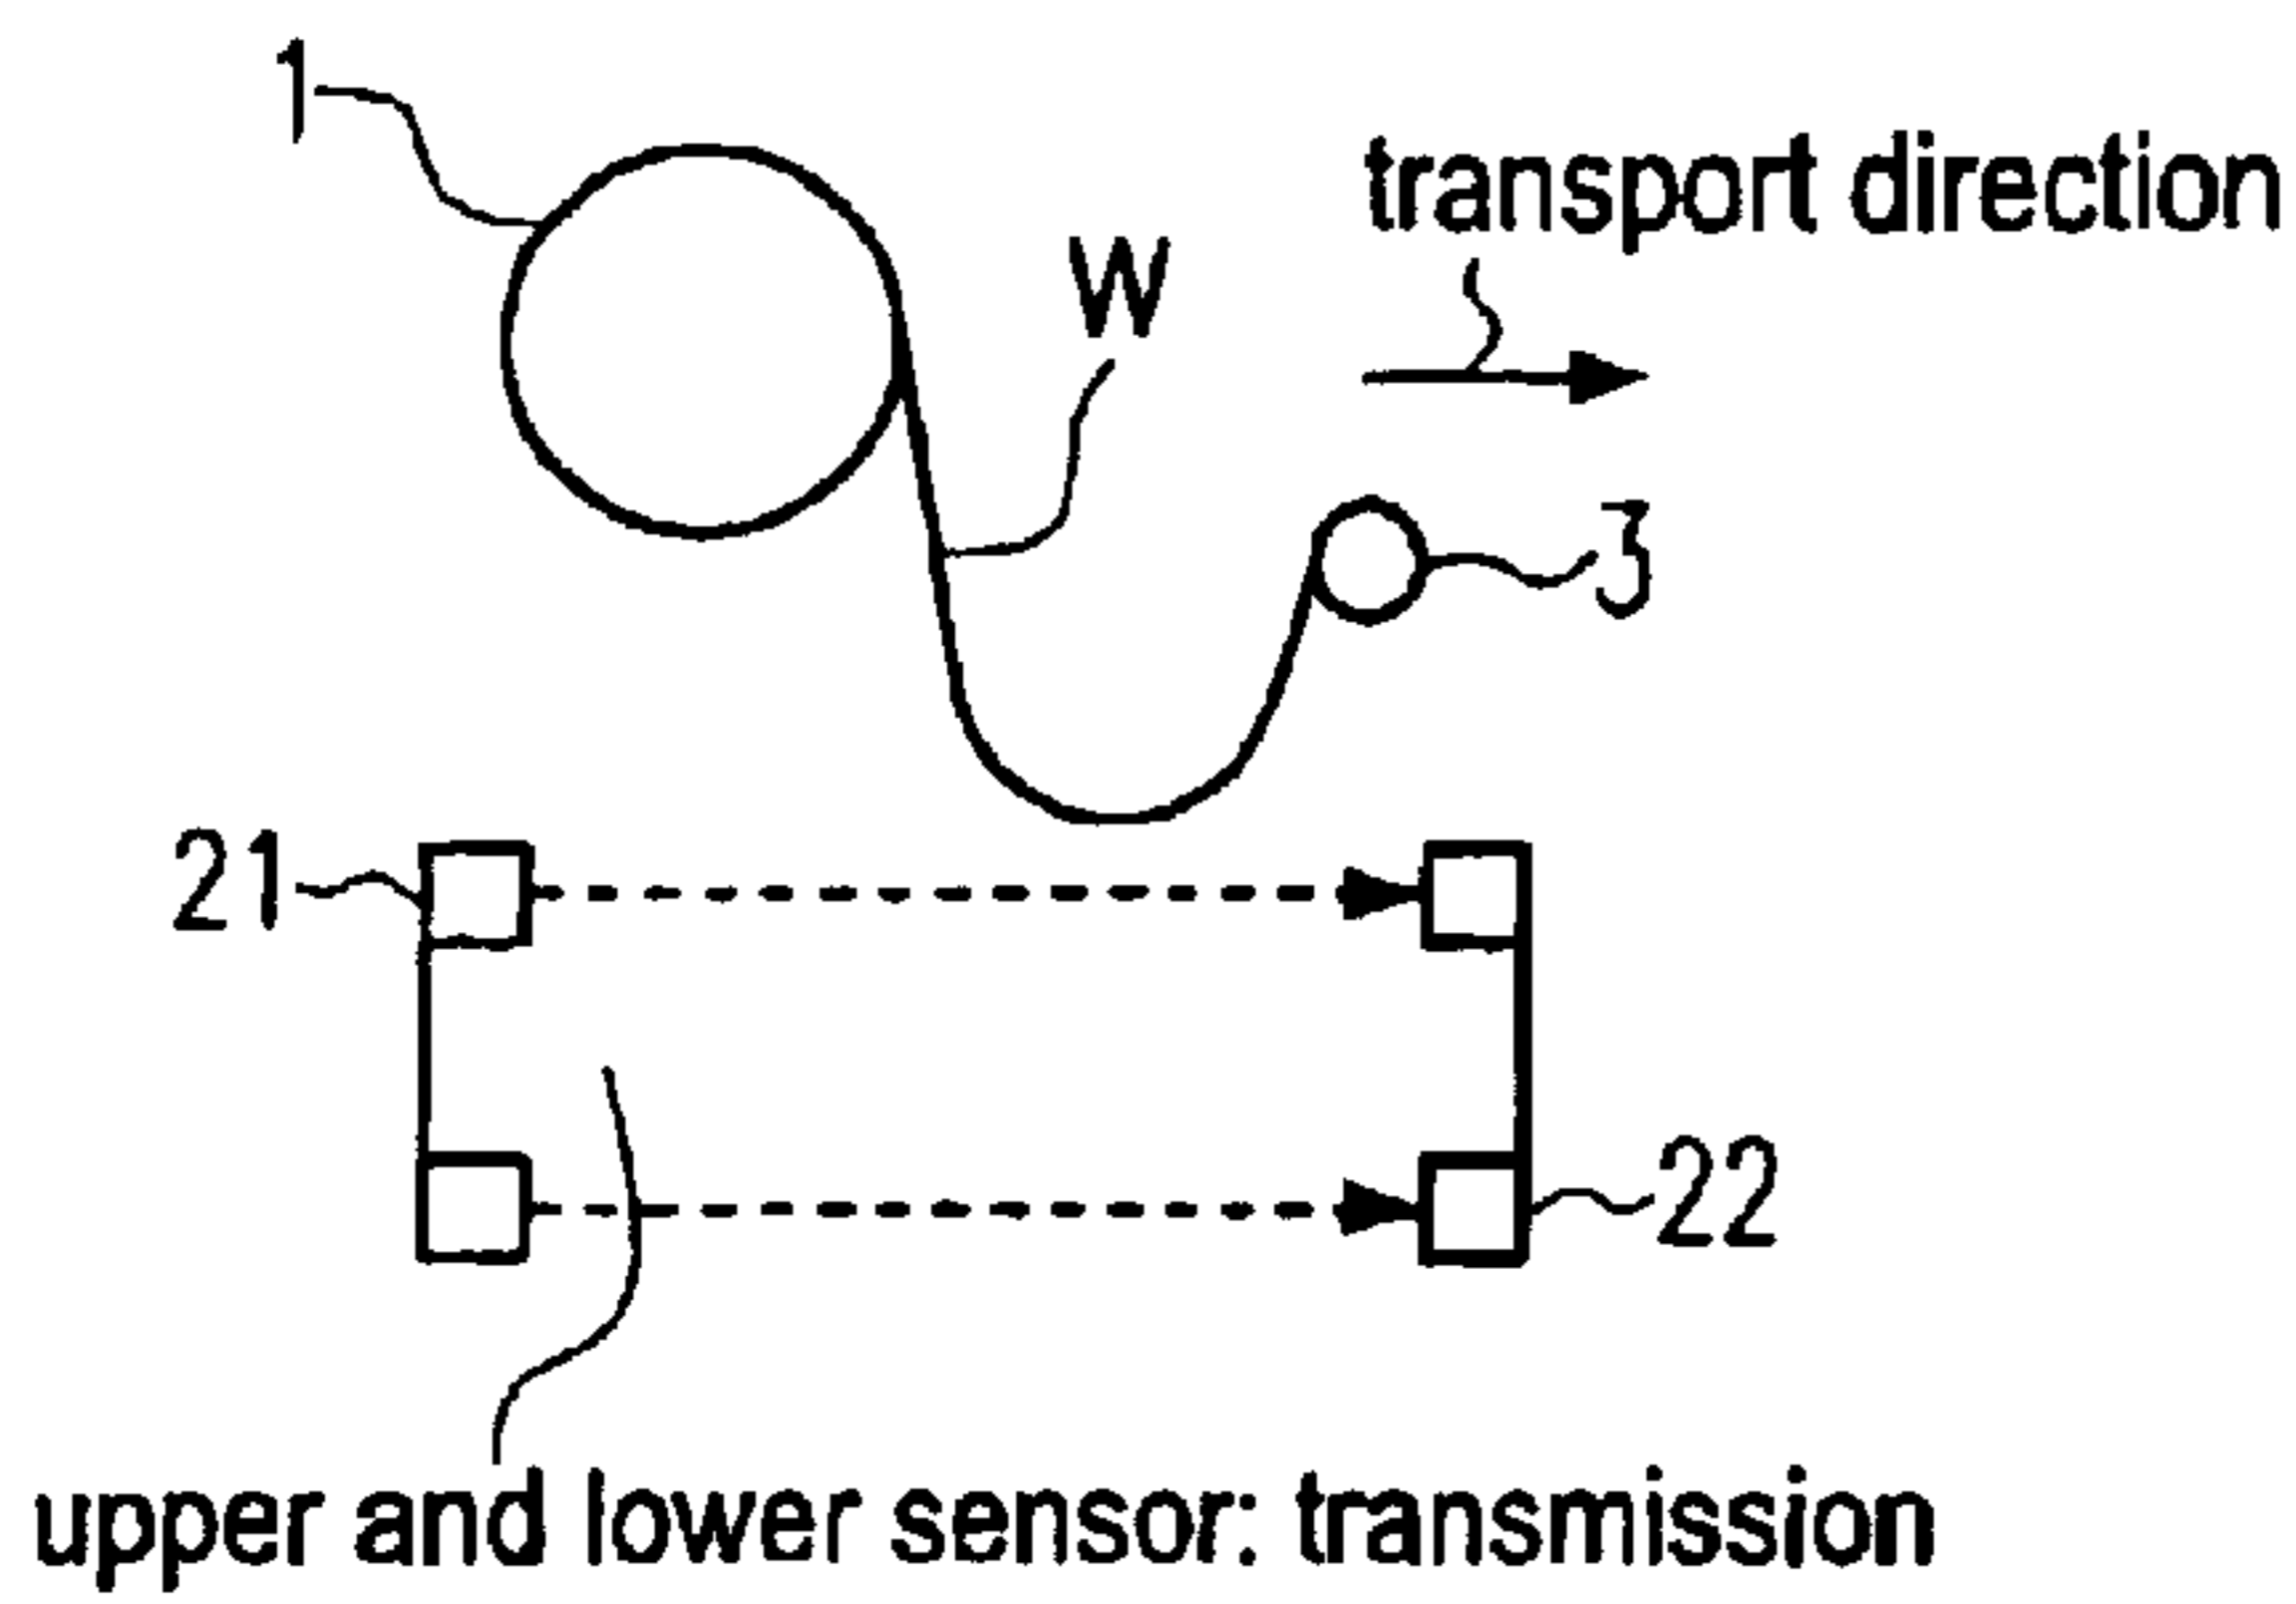 1
transport direction
W
3
21
22
upper and lower sensor: transmission